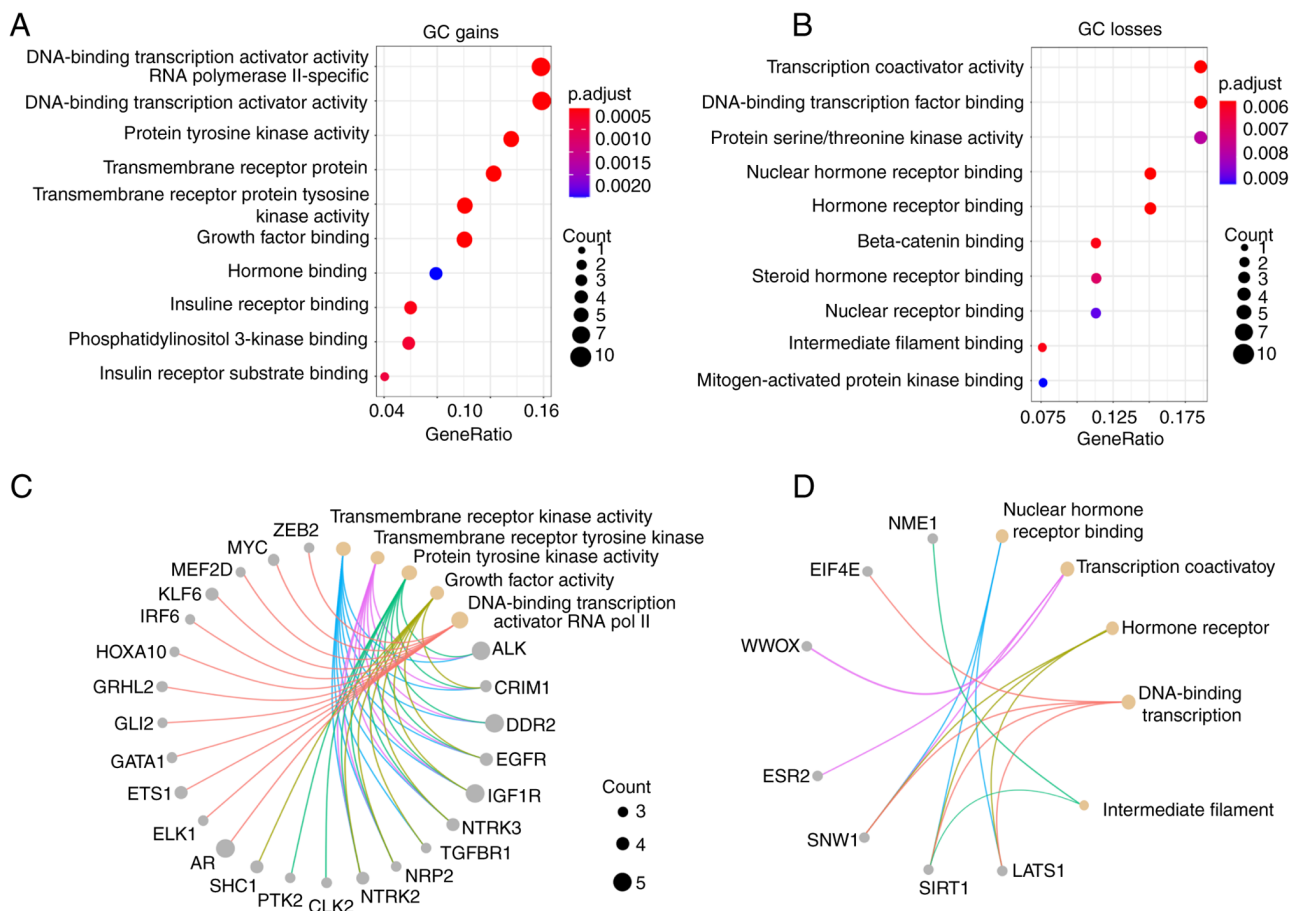 A
GC gains
DNA-binding transcription activator activity
RNA polymerase II-specific
DNA-binding transcription activator activity
Protein tyrosine kinase activity
Transmembrane receptor protein
Transmembrane receptor protein tysosine
kinase activity
Growth factor binding
Hormone binding
Insuline receptor binding
Phosphatidylinositol 3-kinase binding
Insulin receptor substrate binding
0.04
0.10
0.16
GeneRatio
p.adjust
0.0005
0.0010
0.0015
0.0020
Count
1
2
3
4
5
7
10
B
GC losses
Transcription coactivator activity
DNA-binding transcription factor binding
Protein serine/threonine kinase activity
Nuclear hormone receptor binding
Hormone receptor binding
Beta-catenin binding
Steroid hormone receptor binding
Nuclear receptor binding
Intermediate filament binding
Mitogen-activated protein kinase binding
0.075
0.125
0.175
GeneRatio
p.adjust
0.006
0.007
0.008
0.009
Count
1
2
3
4
5
7
10
C
Transmembrane receptor kinase activity
Transmembrane receptor tyrosine kinase
Protein tyrosine kinase activity
Growth factor activity
DNA-binding transcription
activator RNA pol II
ALK
CRIM1
DDR2
EGFR
IGF1R
NTRK3
TGFBR1
NRP2
NTRK2
CLK2
PTK2
SHC1
AR
ELK1
ETS1
GATA1
GLI2
GRHL2
HOXA10
IRF6
KLF6
MEF2D
MYC
ZEB2
Count
3
4
5
D
Nuclear hormone
receptor binding
Transcription coactivatoy
Hormone receptor
DNA-binding
transcription
Intermediate filament
LATS1
SIRT1
SNW1
ESR2
WWOX
EIF4E
NME1